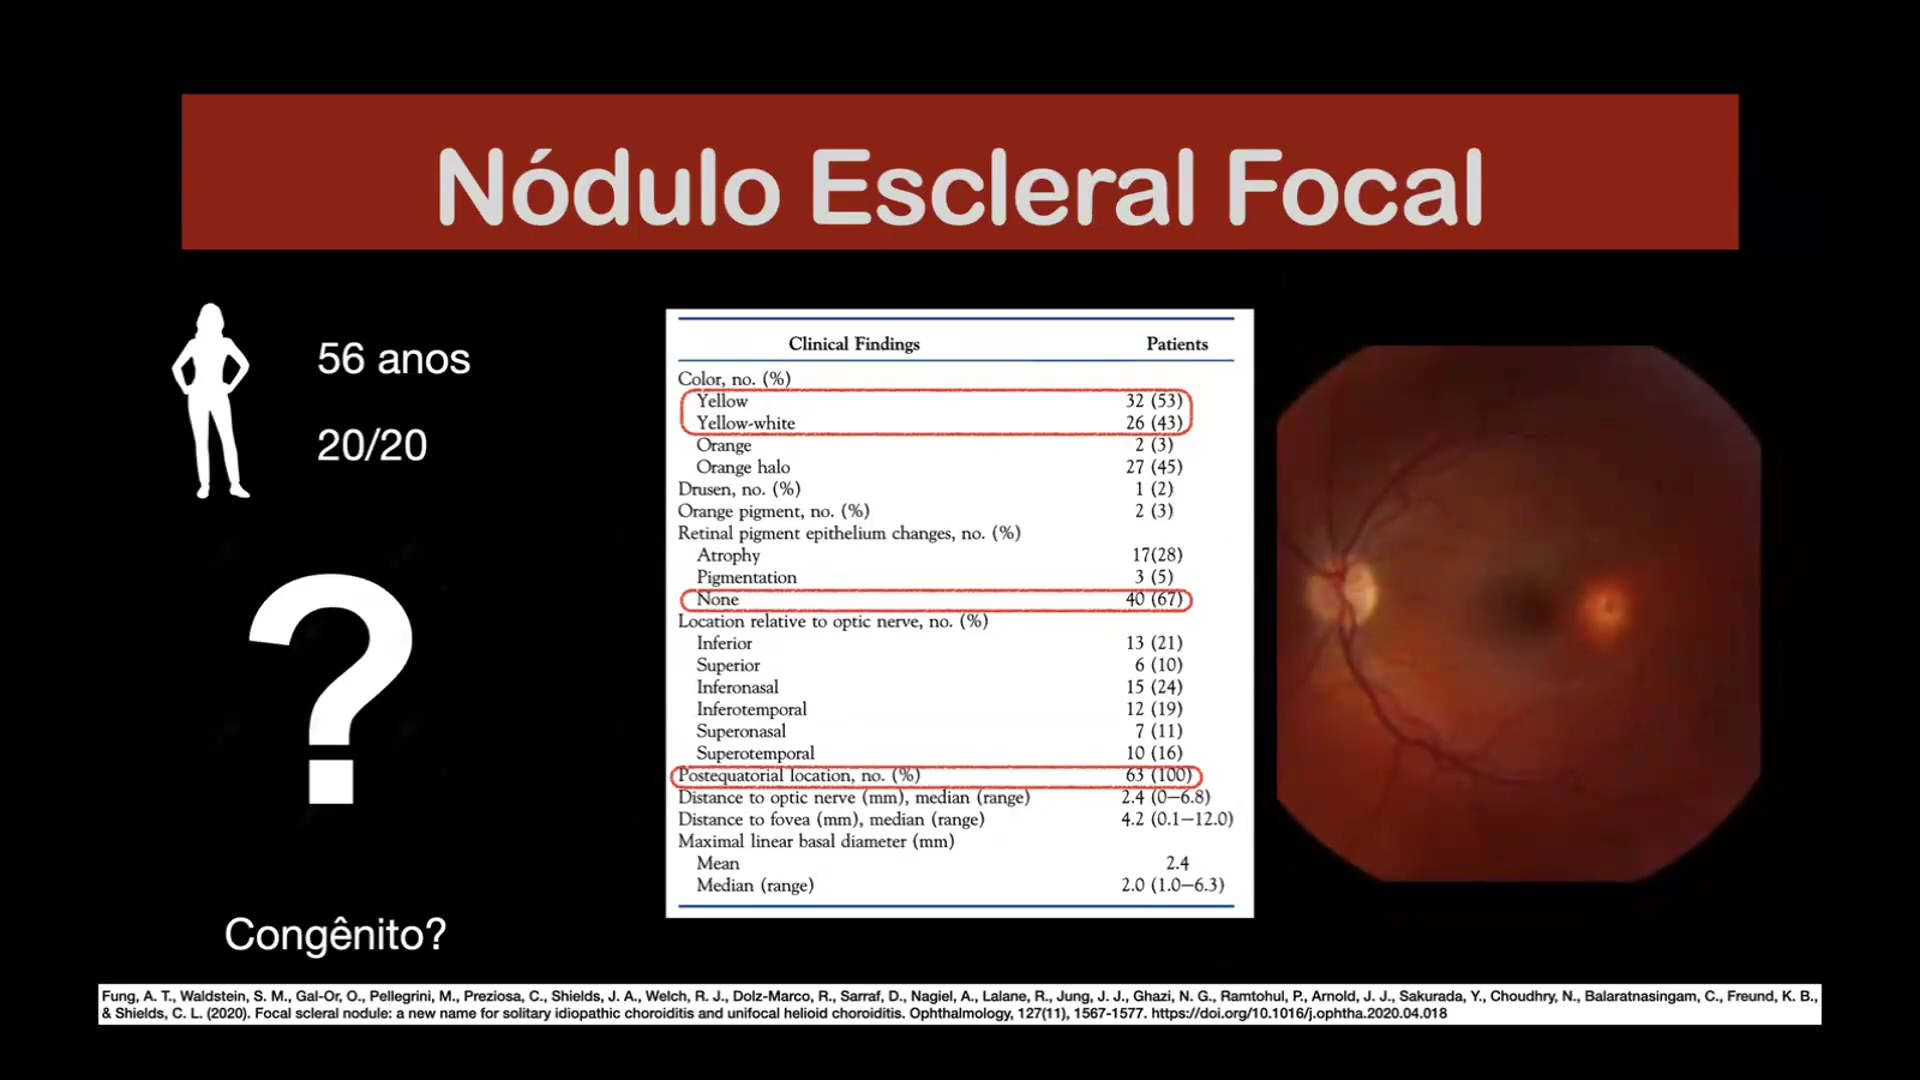 Nódulo Escleral Focal
56 anos
20/20
?
Congênito?
Clinical Findings Patients
Color, no. (%)
Yellow 32 (53)
Yellow-white 26 (43)
Orange 2 (3)
Orange halo 27 (45)
Drusen, no. (%) 1 (2)
Orange pigment, no. (%) 2 (3)
Retinal pigment epithelium changes, no. (%)
Atrophy 17(28)
Pigmentation 3 (5)
None 40 (67)
Location relative to optic nerve, no. (%)
Inferior 13 (21)
Superior 6 (10)
Inferonasal 15 (24)
Inferotemporal 12 (19)
Superonasal 7 (11)
Superotemporal 10 (16)
Postequatorial location, no. (%) 63 (100)
Distance to optic nerve (mm), median (range) 2.4 (0–6.8)
Distance to fovea (mm), median (range) 4.2 (0.1–12.0)
Maximal linear basal diameter (mm)
Mean 2.4
Median (range) 2.0 (1.0–6.3)
Fung, A. T., Waldstein, S. M., Gal-Or, O., Pellegrini, M., Preziosa, C., Shields, J. A., Welch, R. J., Dolz-Marco, R., Sarraf, D., Nagiel, A., Lalane, R., Jung, J. J., Ghazi, N. G., Ramtohul, P., Arnold, J. J., Sakurada, Y., Choudhry, N., Balaratnasingam, C., Freund, K. B.,
& Shields, C. L. (2020). Focal scleral nodule: a new name for solitary idiopathic choroiditis and unifocal helioid choroiditis. Ophthalmology, 127(11), 1567-1577. https://doi.org/10.1016/j.ophtha.2020.04.018